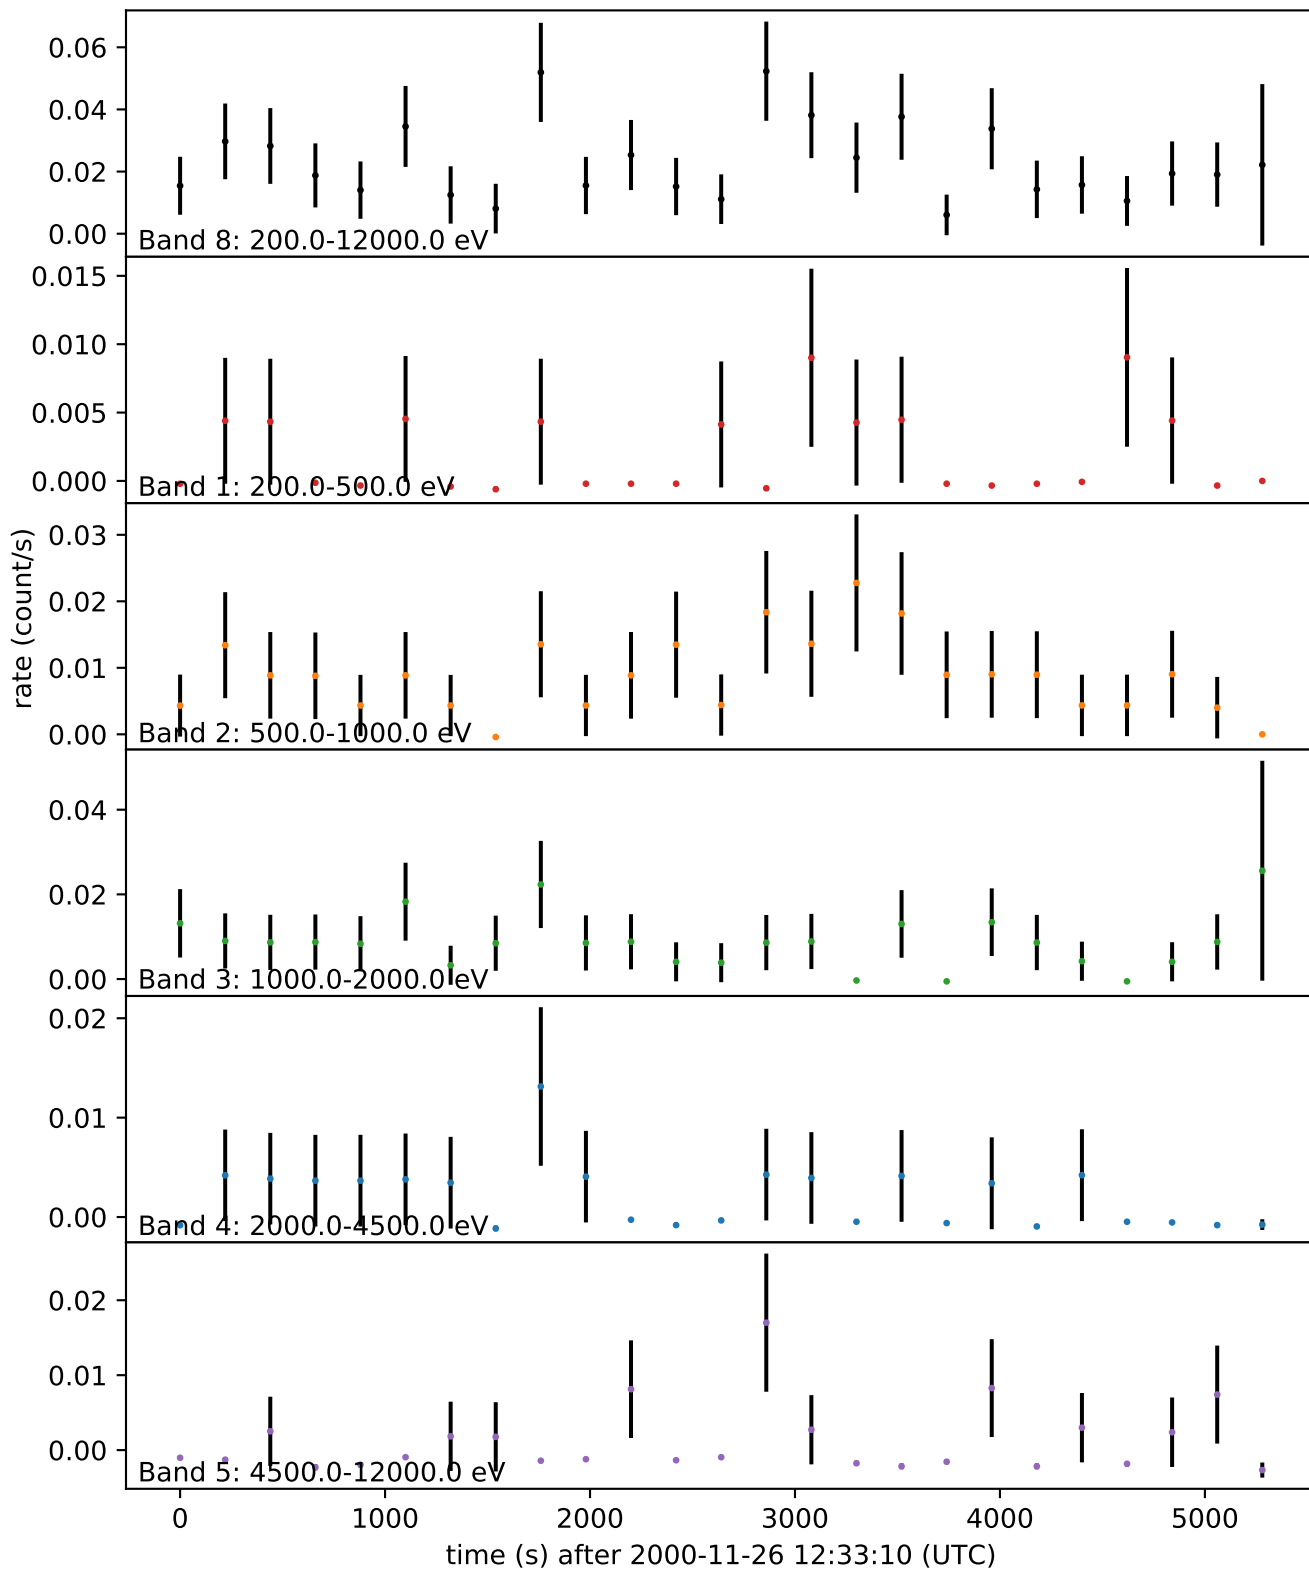 0.06
0.04
0.02
0.00
Band 8: 200.0-12000.0 eV
0.015
0.010
0.005
0.000
Band 1: 200.0-500.0 eV
0.03
0.02
0.01
0.00
Band 2: 500.0-1000.0 eV
rate (count/s)
0.04
0.02
0.00
Band 3: 1000.0-2000.0 eV
0.02
0.01
0.00
Band 4: 2000.0-4500.0 eV
0.02
0.01
0.00
Band 5: 4500.0-12000.0 eV
0 1000 2000 3000 4000 5000
time (s) after 2000-11-26 12:33:10 (UTC)